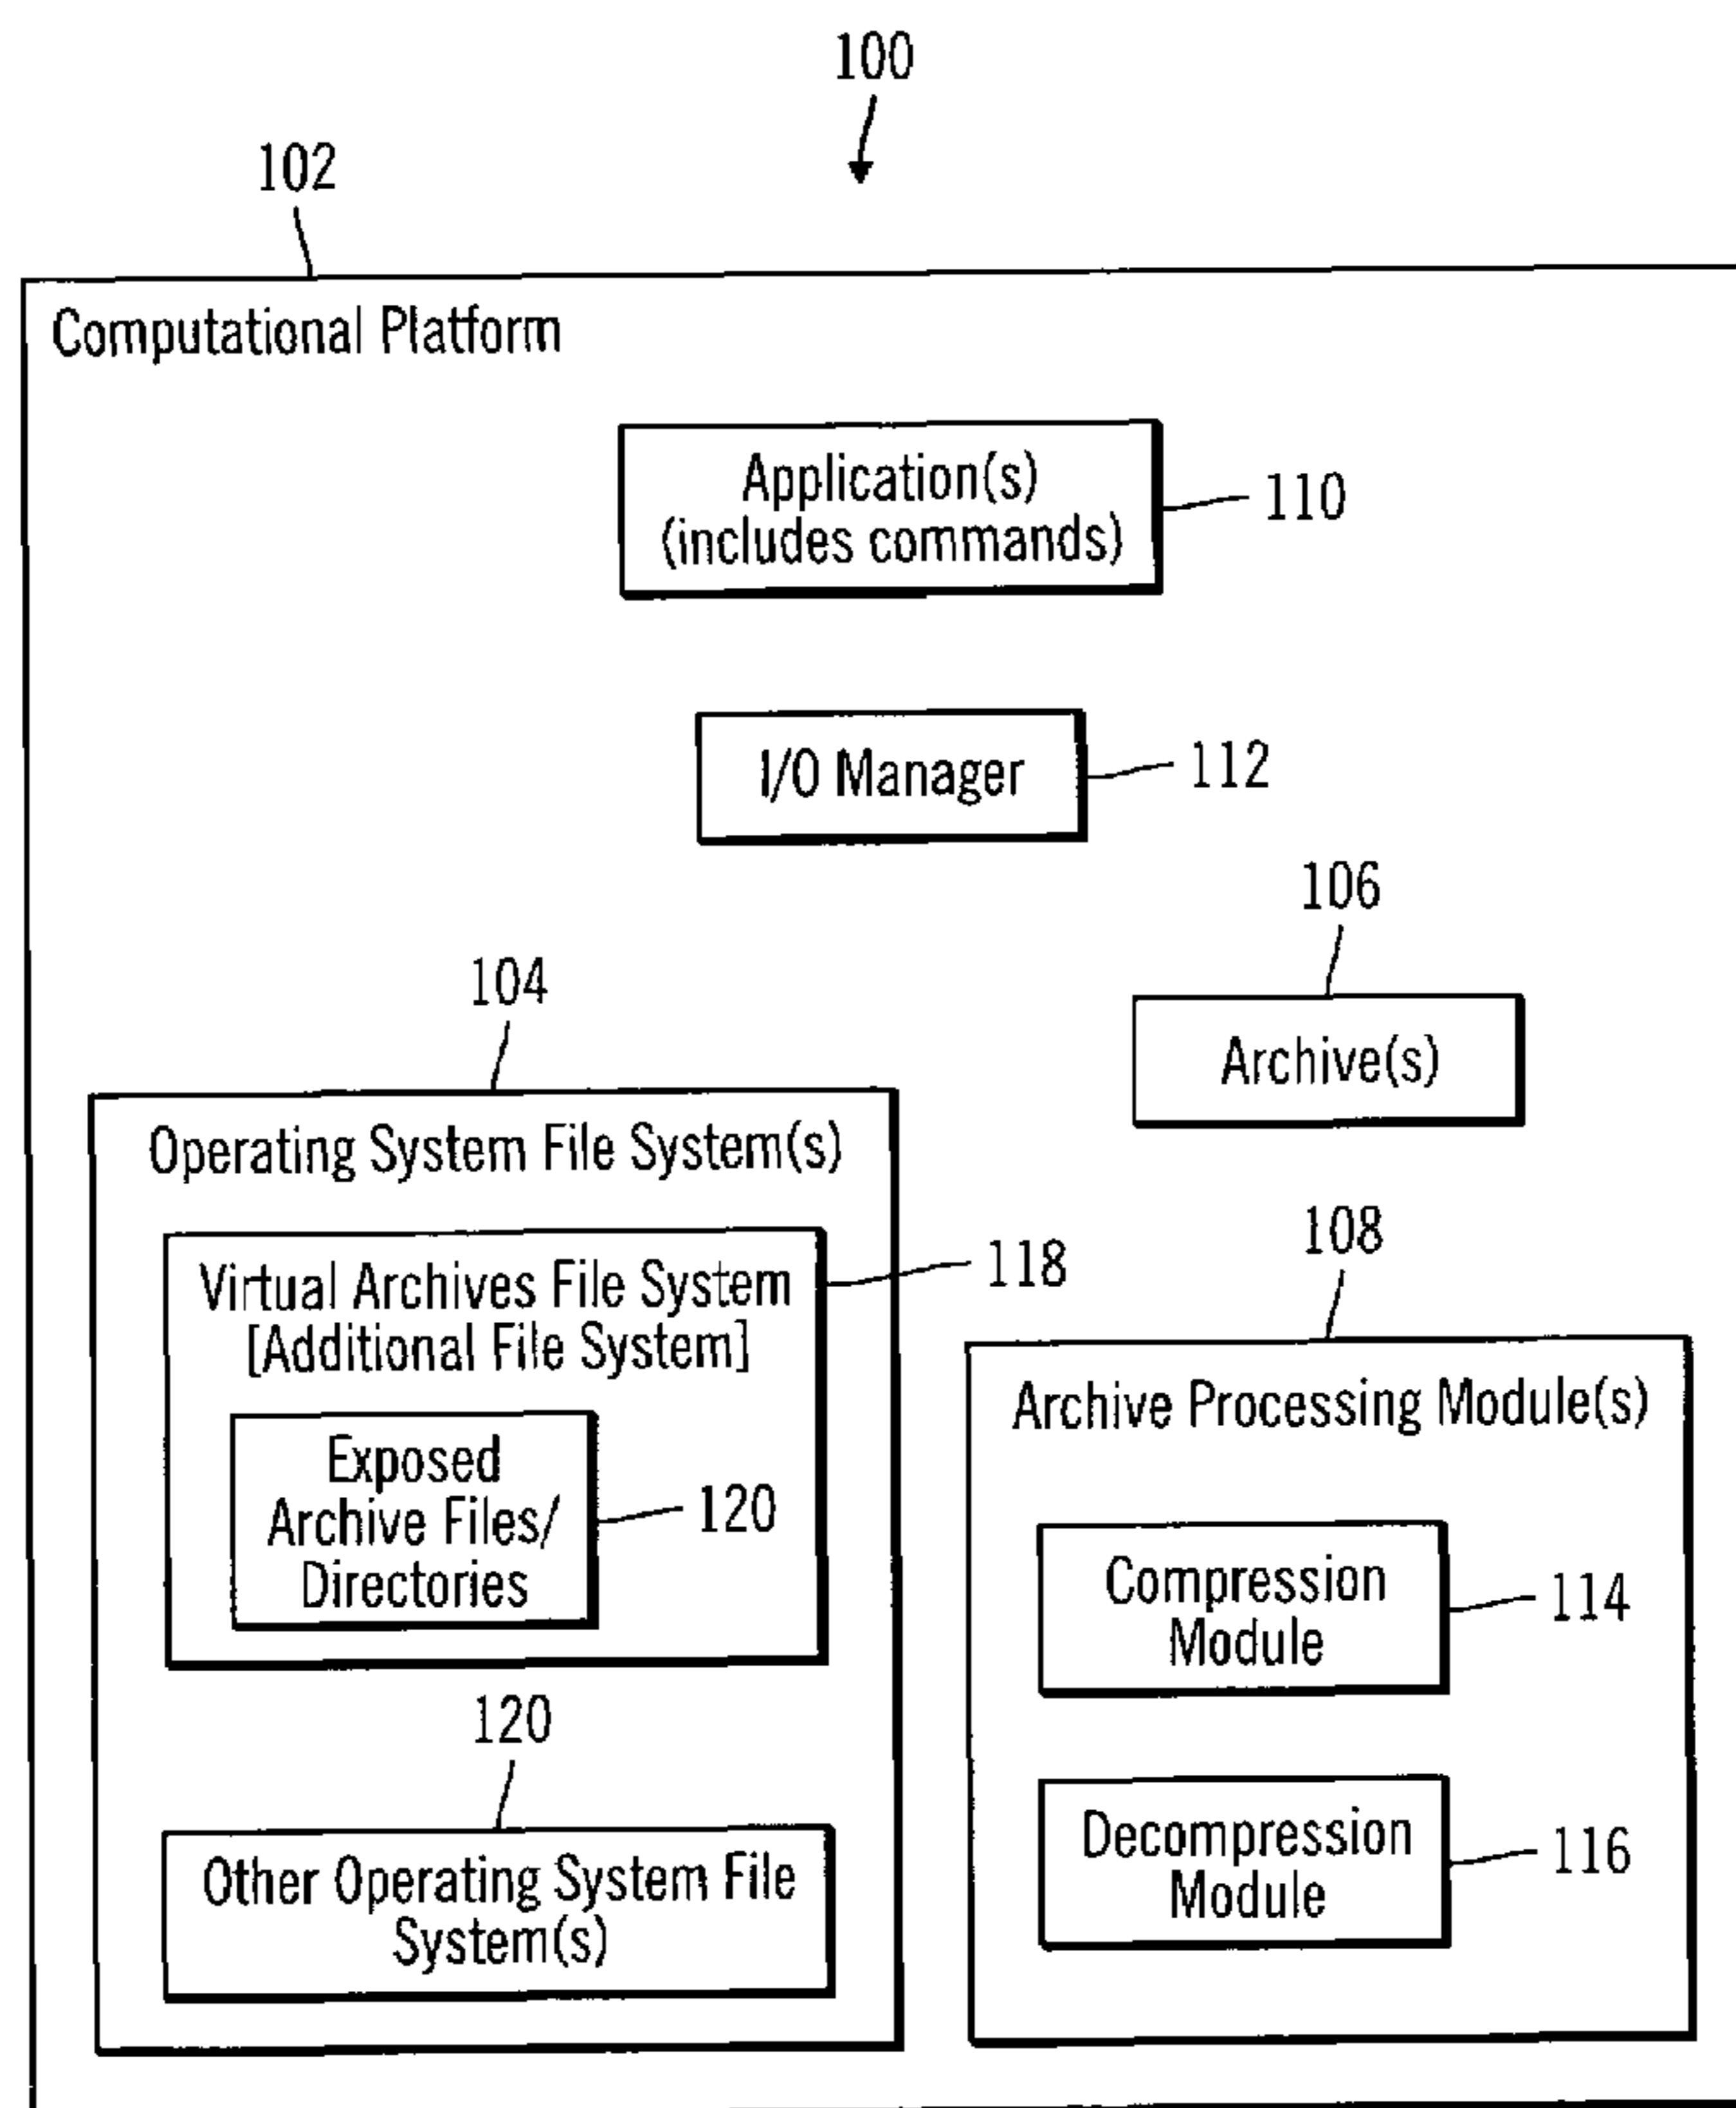 100
102
Computational Platform
Application(s)
(includes commands)
110
I/O Manager
112
106
Archive(s)
104
Operating System File System(s)
Virtual Archives File System
[Additional File System]
118
Exposed
Archive Files/
Directories
120
120
Other Operating System File
System(s)
108
Archive Processing Module(s)
Compression
Module
114
Decompression
Module
116